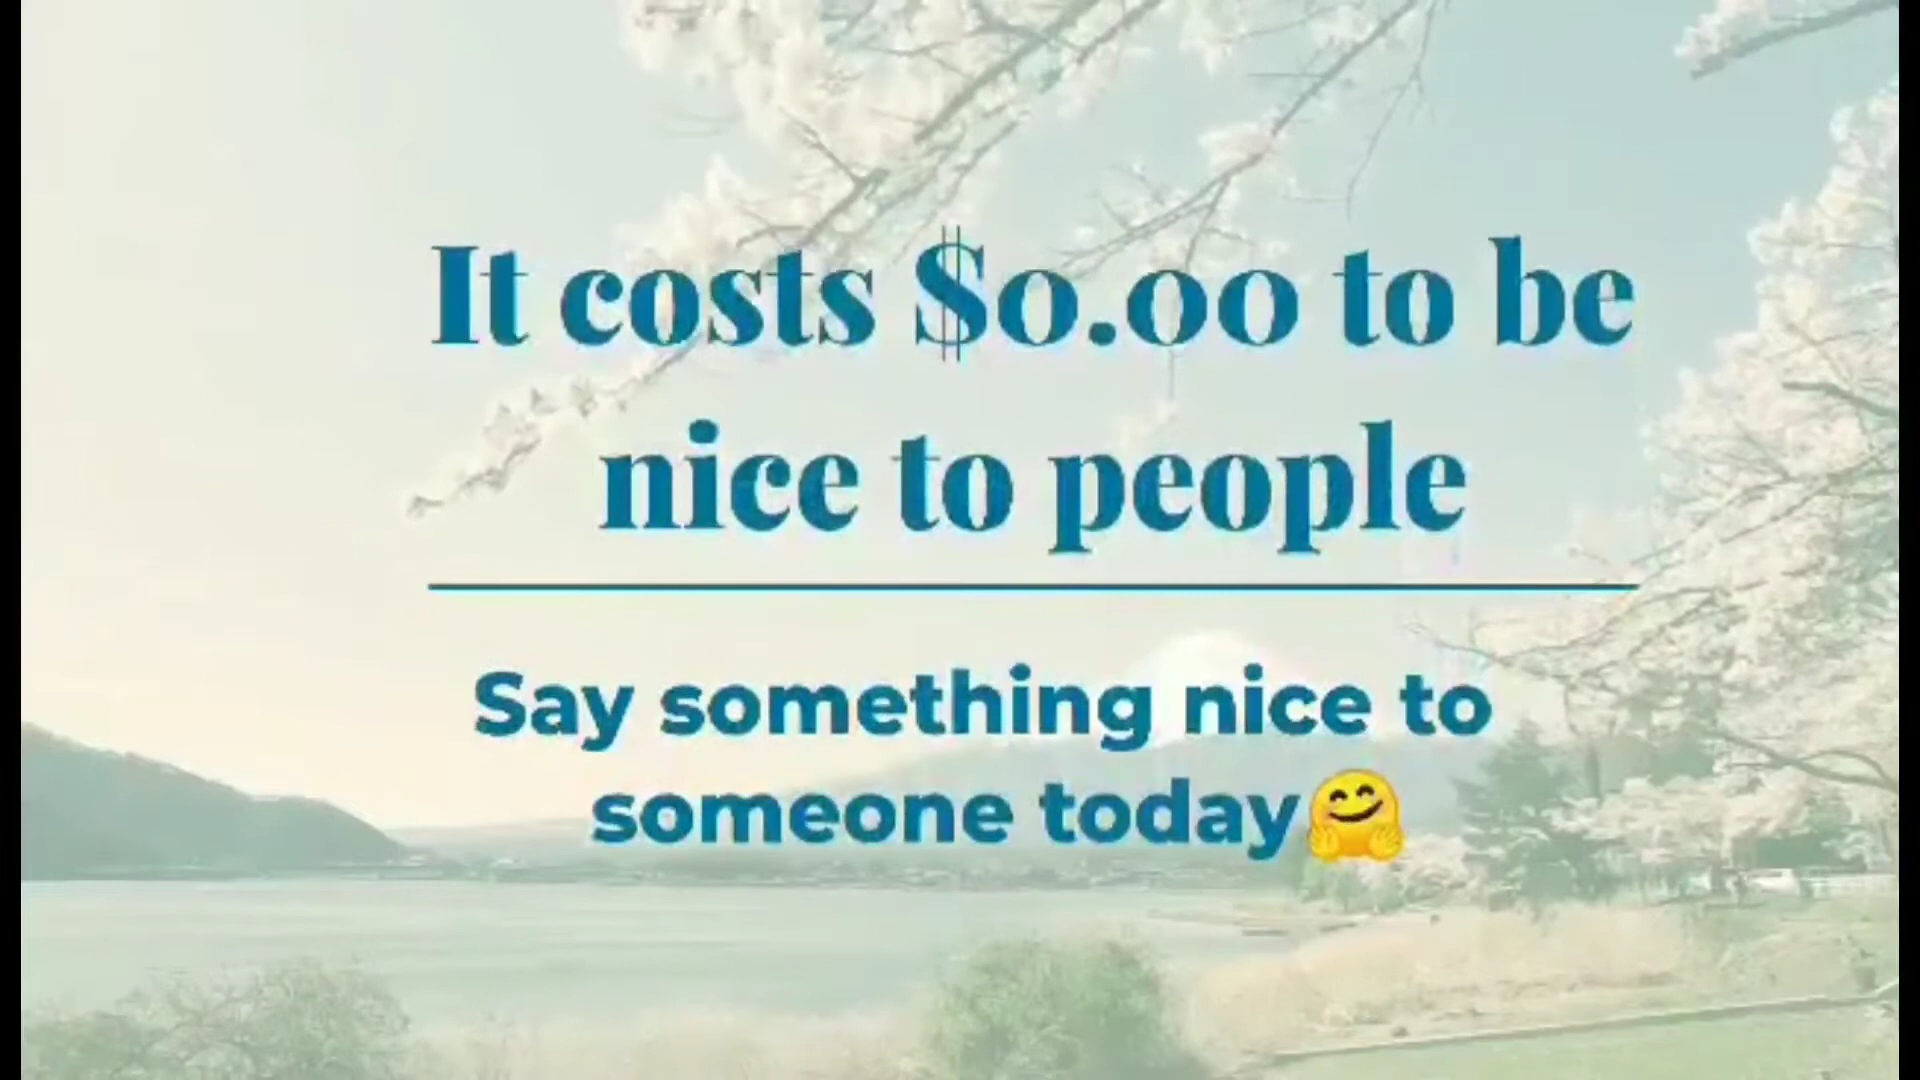 It costs $0.00 to be
nice to people
Say something nice to
someone today🤗